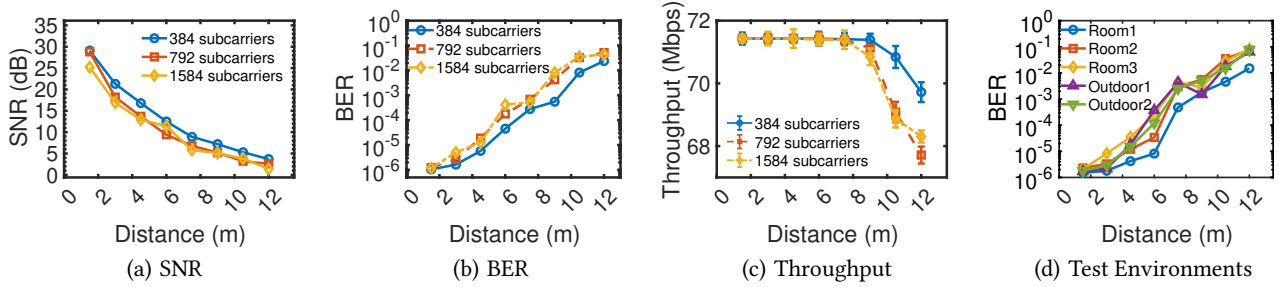 SNR (dB)
35
30
25
20
15
10
5
0
384 subcarriers
792 subcarriers
1584 subcarriers
0 2 4 6 8 10 12
Distance (m)
(a) SNR
BER
10^0
10^-1
10^-2
10^-3
10^-4
10^-5
10^-6
384 subcarriers
792 subcarriers
1584 subcarriers
0 2 4 6 8 10 12
Distance (m)
(b) BER
Throughput (Mbps)
72
70
68
384 subcarriers
792 subcarriers
1584 subcarriers
0 2 4 6 8 10 12
Distance (m)
(c) Throughput
BER
10^0
10^-1
10^-2
10^-3
10^-4
10^-5
10^-6
Room1
Room2
Room3
Outdoor1
Outdoor2
0 2 4 6 8 10 12
Distance (m)
(d) Test Environments